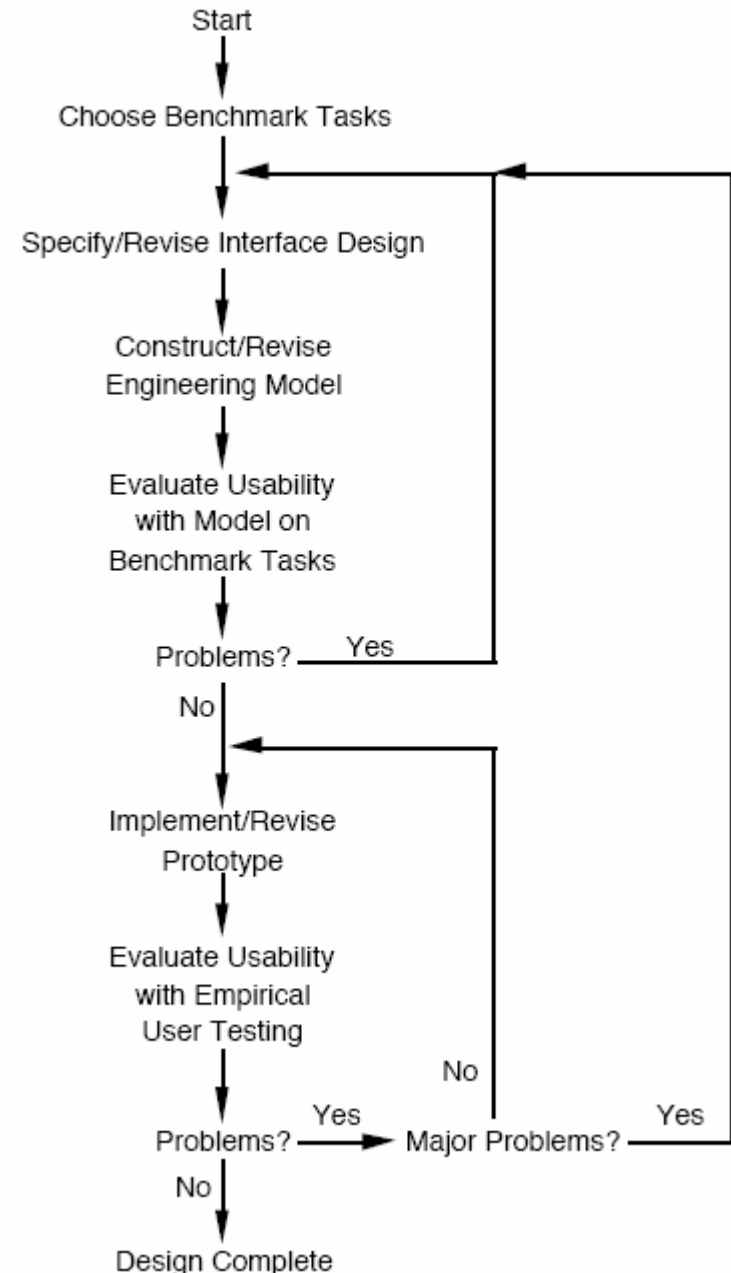 Start
Choose Benchmark Tasks
Specify/Revise Interface Design
Construct/Revise
Engineering Model
Evaluate Usability
with Model on
Benchmark Tasks
Problems?
Yes
No
Implement/Revise
Prototype
Evaluate Usability
with Empirical
User Testing
No
Problems?
Yes
Major Problems?
Yes
No
Design Complete